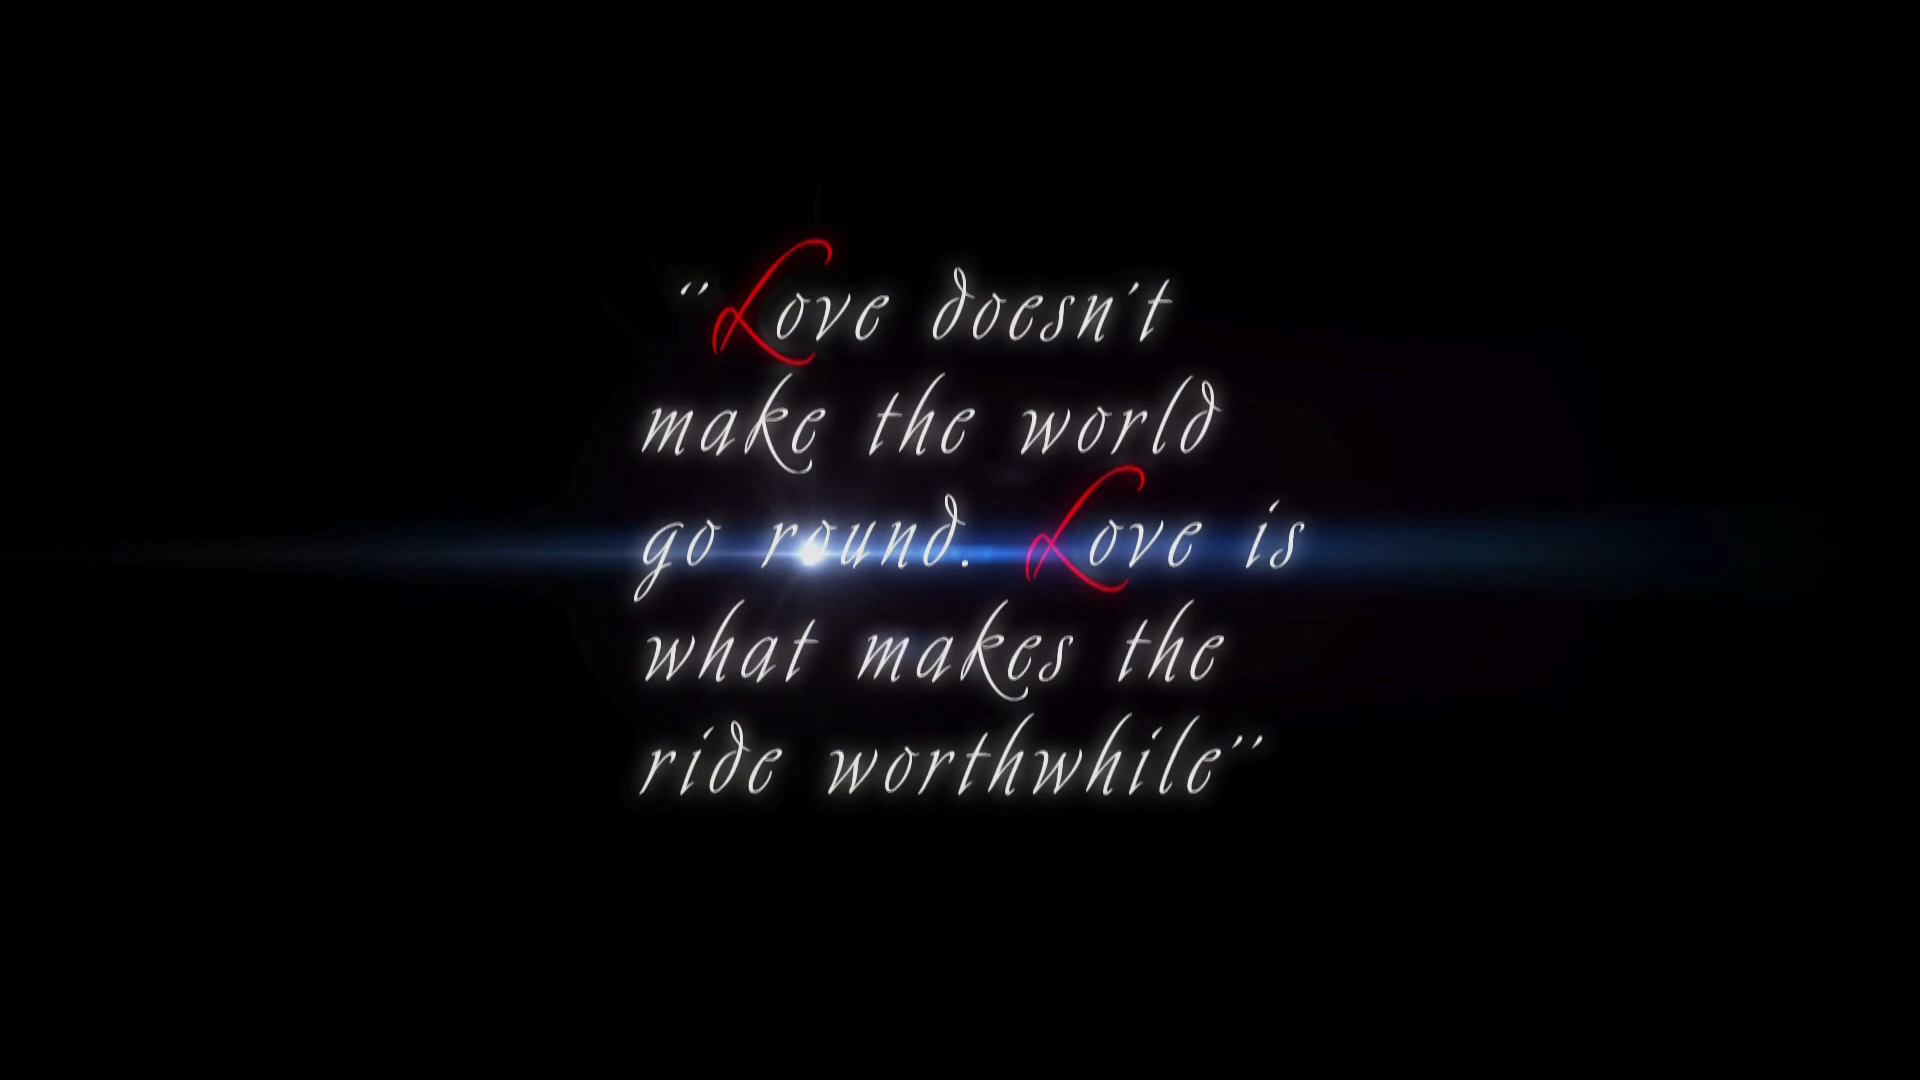 “Love doesn't
make the world
go round. Love is
what makes the
ride worthwhile”